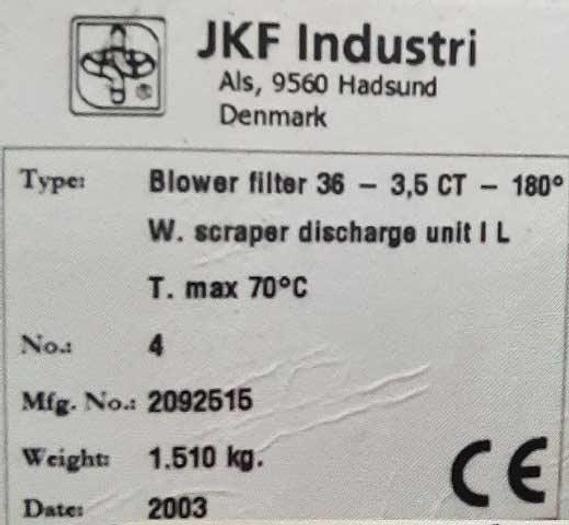 JKF Industri
Als, 9560 Hadsund
Denmark
Type: Blower filter 36 – 3,5 CT – 180°
W. scraper discharge unit I L
T. max 70°C
No.: 4
Mfg. No.: 2092515
Weight: 1.510 kg.
Date: 2003
CE